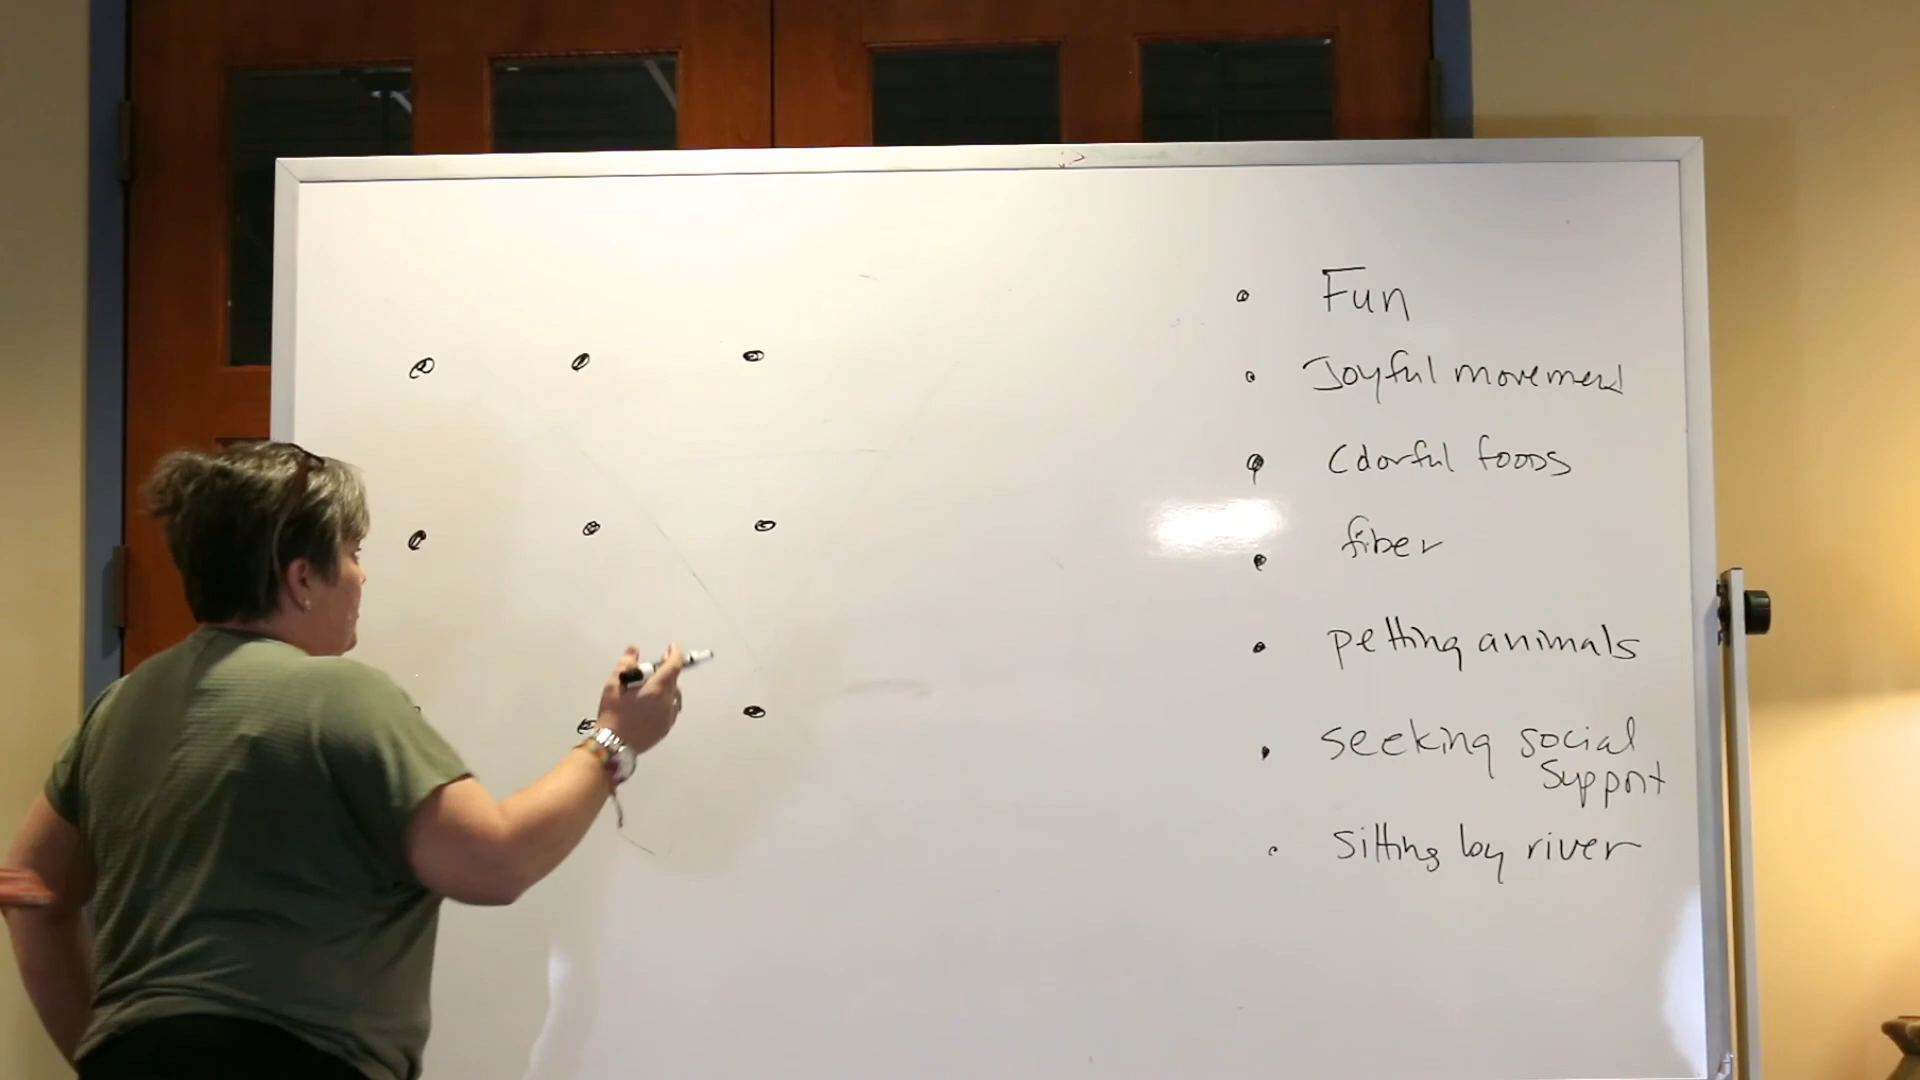 Fun
Joyful movement
Colorful foods
fiber
petting animals
seeking social
support
Sitting by river